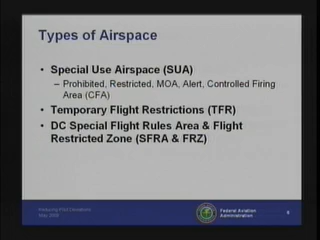 Types of Airspace
• Special Use Airspace (SUA)
– Prohibited, Restricted, MOA, Alert, Controlled Firing
Area (CFA)
• Temporary Flight Restrictions (TFR)
• DC Special Flight Rules Area & Flight
Restricted Zone (SFRA & FRZ)
Federal Aviation
Administration